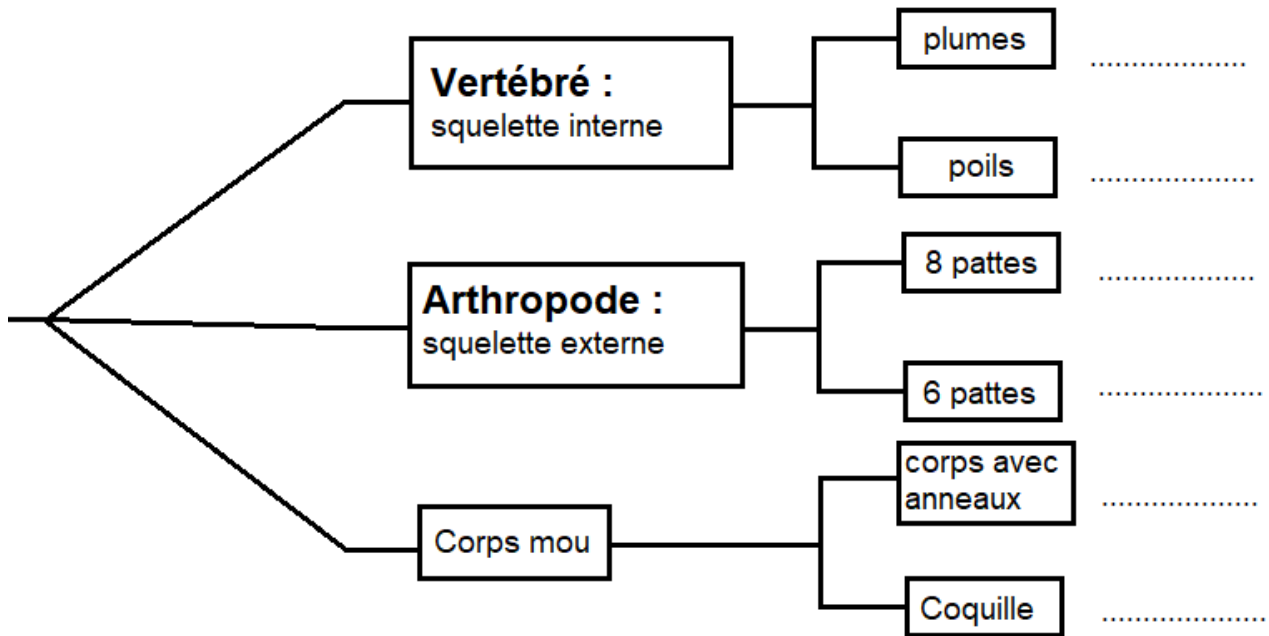 plumes
...................
Vertébré :
squelette interne
poils
....................
8 pattes
...................
Arthropode :
squelette externe
6 pattes
....................
corps avec
anneaux
...................
Corps mou
Coquille
....................